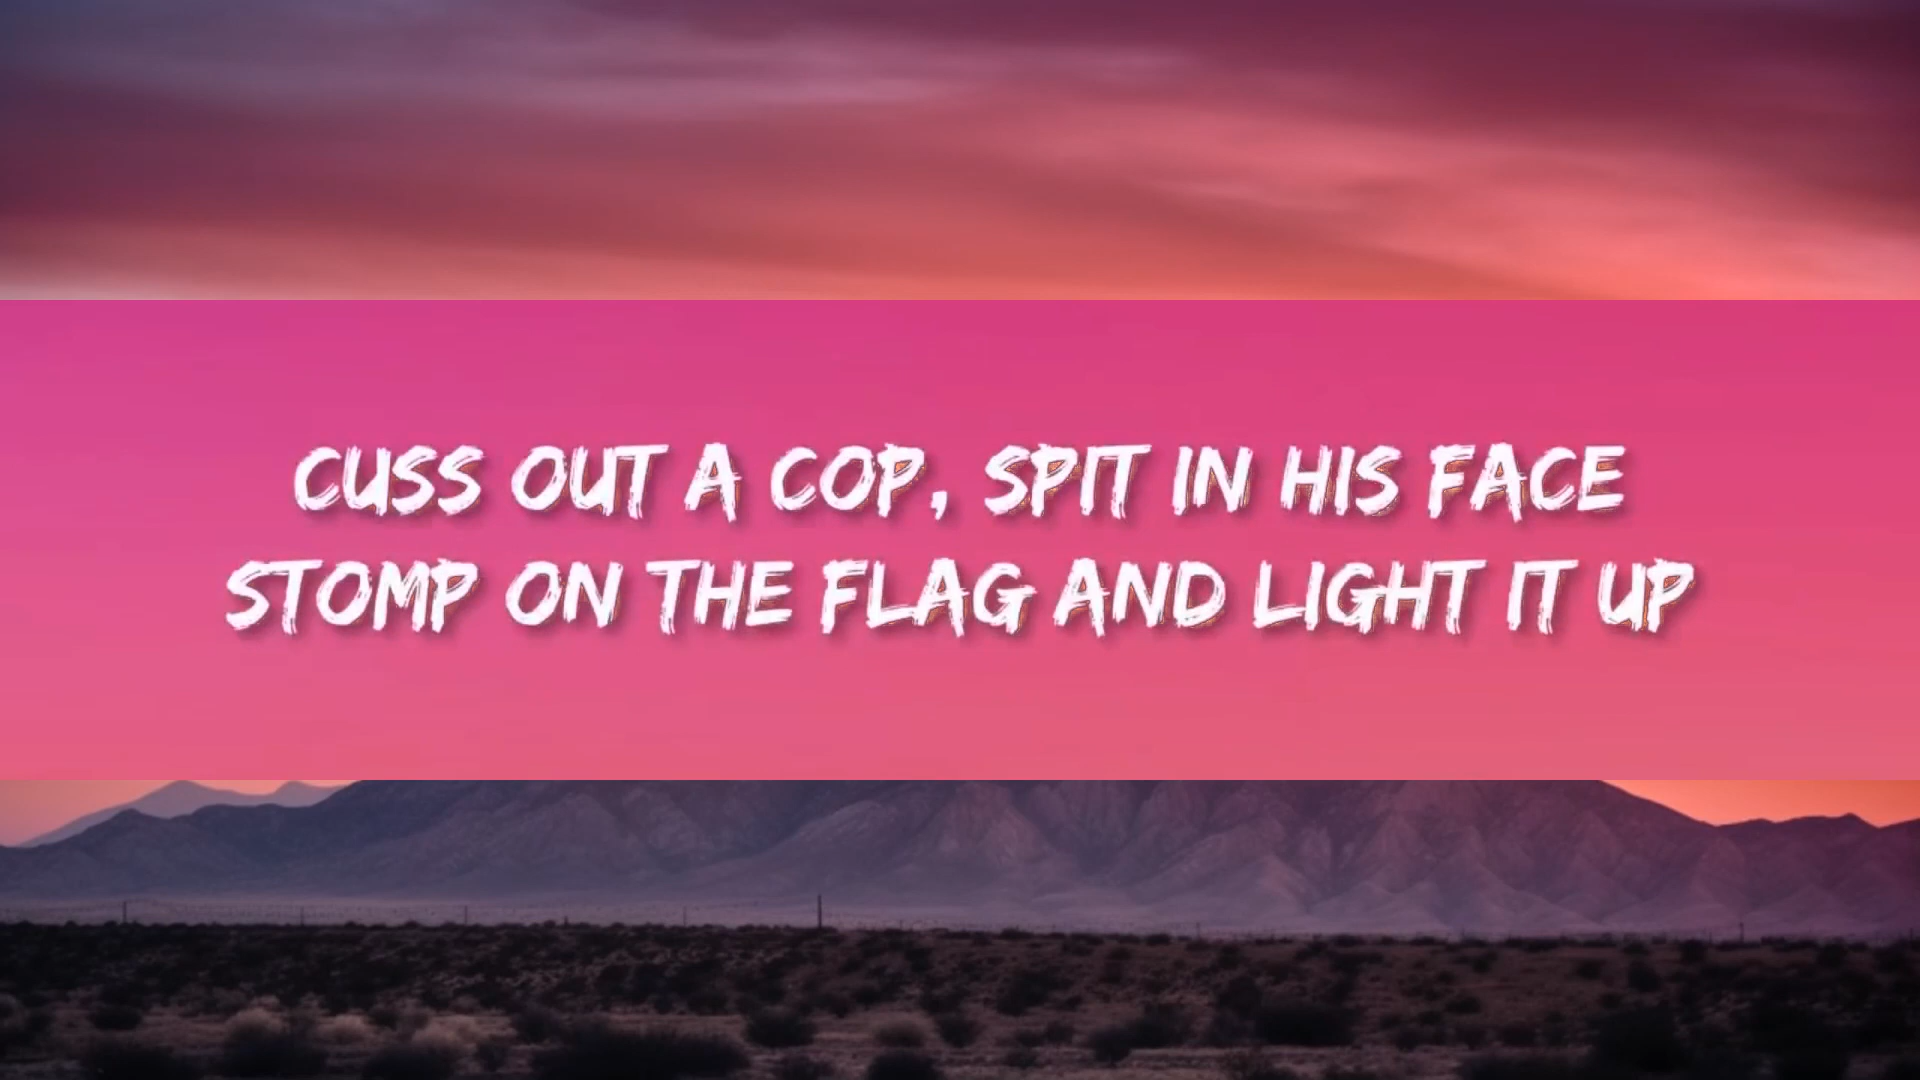 CUSS OUT A COP, SPIT IN HIS FACE
STOMP ON THE FLAG AND LIGHT IT UP